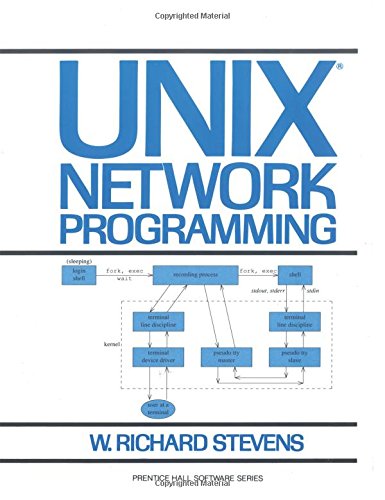 Copyrighted Material
UNIX®
NETWORK
PROGRAMMING
(sleeping)
login
shell
fork, exec
wait
recording process
fork, exec
shell
stdout, stderr
stdin
terminal
line discipline
terminal
line discipline
kernel
terminal
device driver
pseudo tty
master
pseudo tty
slave
user at a
terminal
W. RICHARD STEVENS
PRENTICE HALL SOFTWARE SERIES
Copyrighted Material